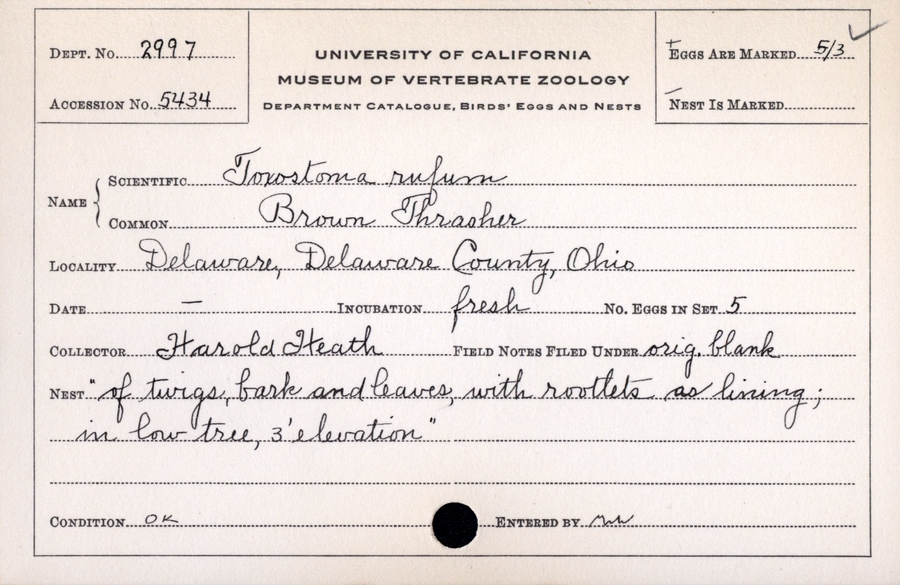 Dept. No. 2997
Accession No. 5434
UNIVERSITY OF CALIFORNIA
MUSEUM OF VERTEBRATE ZOOLOGY
Department Catalogue, Birds' Eggs and Nests
Eggs Are Marked 5/3
Nest Is Marked
Name
Scientific Toxostoma rufum
Common Brown Thrasher
Locality Delaware, Delaware County, Ohio
Date — Incubation fresh No. Eggs in Set 5
Collector Harold Heath Field Notes Filed Under orig. blank
Nest "of twigs, bark and leaves, with rootlets as lining;
in low tree, 3' elevation"
Condition OK Entered by